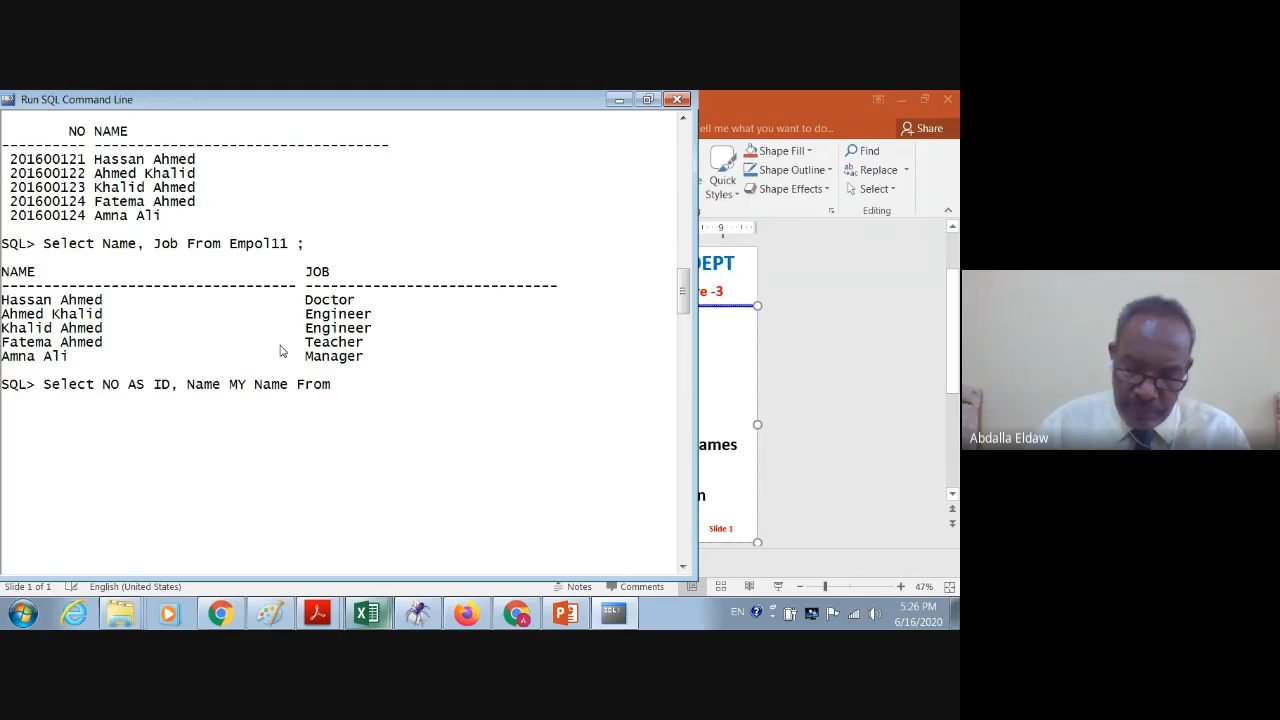 Run SQL Command Line
NO NAME
---------- -----------------------------------
201600121 Hassan Ahmed
201600122 Ahmed Khalid
201600123 Khalid Ahmed
201600124 Fatema Ahmed
201600124 Amna Ali
SQL> Select Name, Job From Empol11 ;
NAME JOB
----------------------------------- ------------------------------
Hassan Ahmed Doctor
Ahmed Khalid Engineer
Khalid Ahmed Engineer
Fatema Ahmed Teacher
Amna Ali Manager
SQL> Select NO AS ID, Name MY Name From
ell me what you want to do...
Share
Quick
Styles
Shape Fill
Shape Outline
Shape Effects
Find
Replace
Select
Editing
9
DEPT
re -3
ames
n
Slide 1
Slide 1 of 1
English (United States)
Notes
Comments
47%
EN
5:26 PM
6/16/2020
Abdalla Eldaw